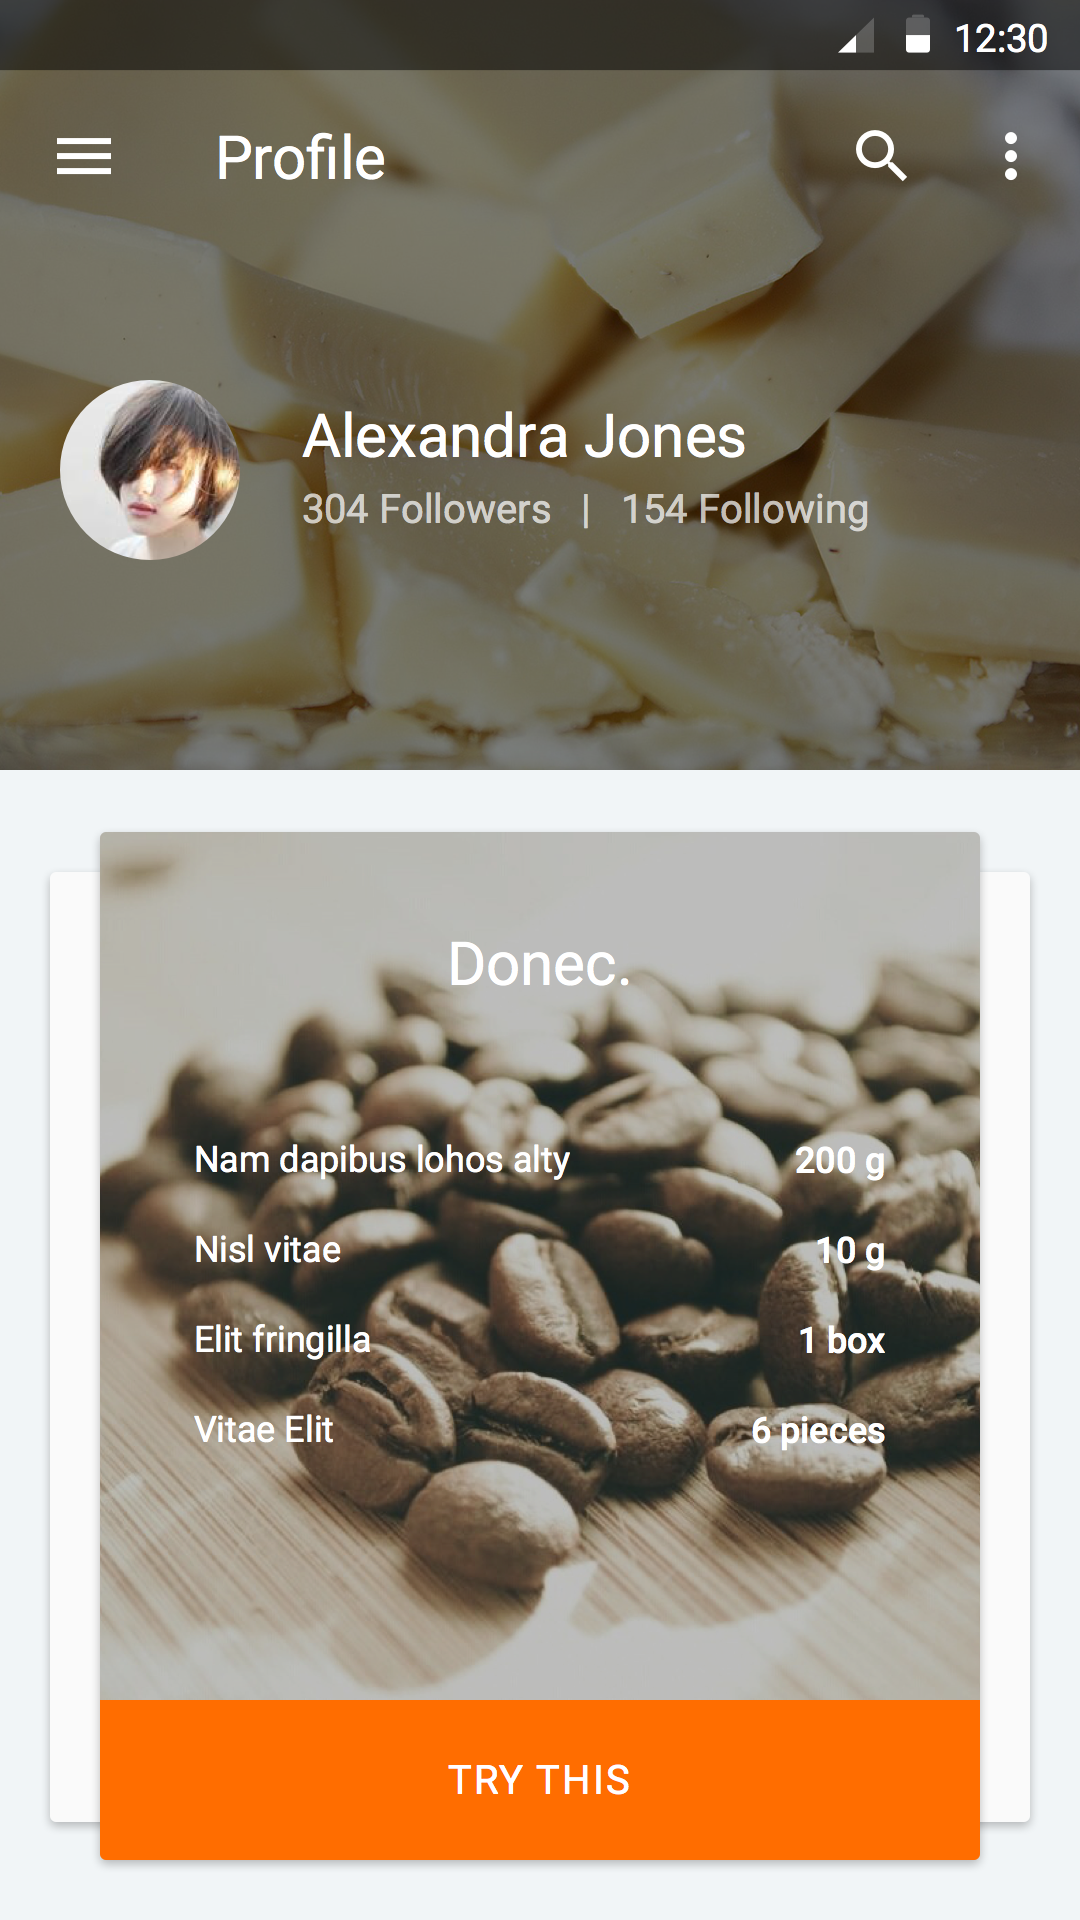 12:30
Profile
Alexandra Jones
304 Followers | 154 Following
Donec.
Nam dapibus lohos alty 200 g
Nisl vitae 10 g
Elit fringilla 1 box
Vitae Elit 6 pieces
TRY THIS